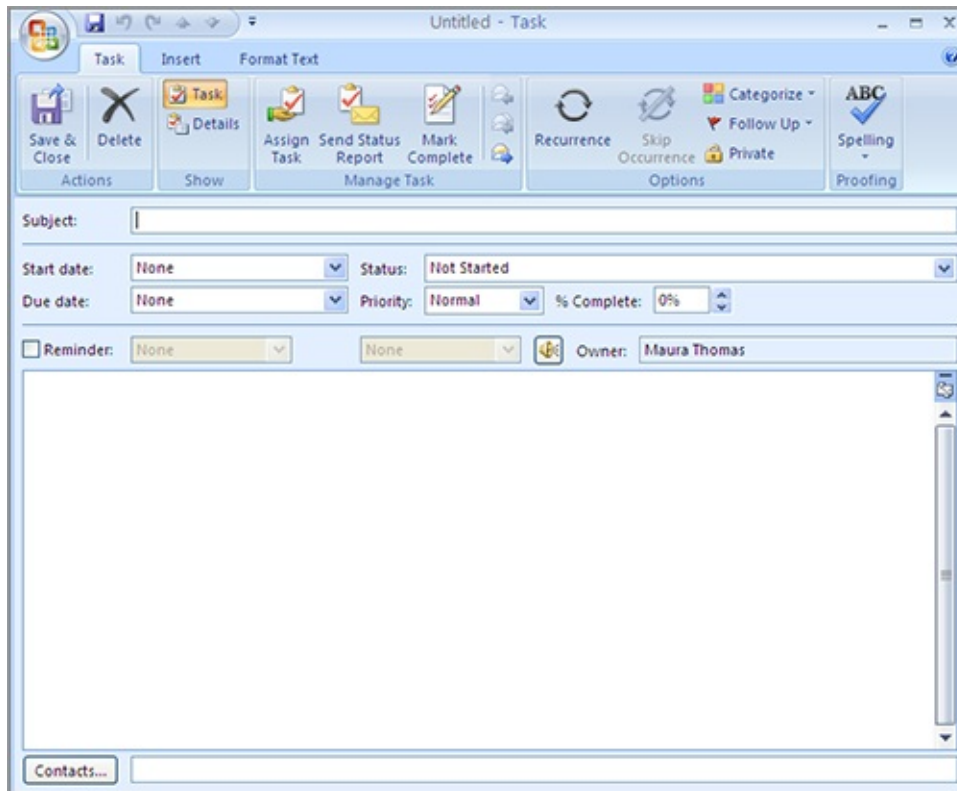 Untitled - Task
Task Insert Format Text
Save & Close
Delete
Task
Details
Assign Task
Send Status Report
Mark Complete
Recurrence
Skip Occurrence
Categorize
Follow Up
Private
ABC
Spelling
Actions Show Manage Task Options Proofing
Subject:
Start date: None Status: Not Started
Due date: None Priority: Normal % Complete: 0%
Reminder: None None Owner: Maura Thomas
Contacts...